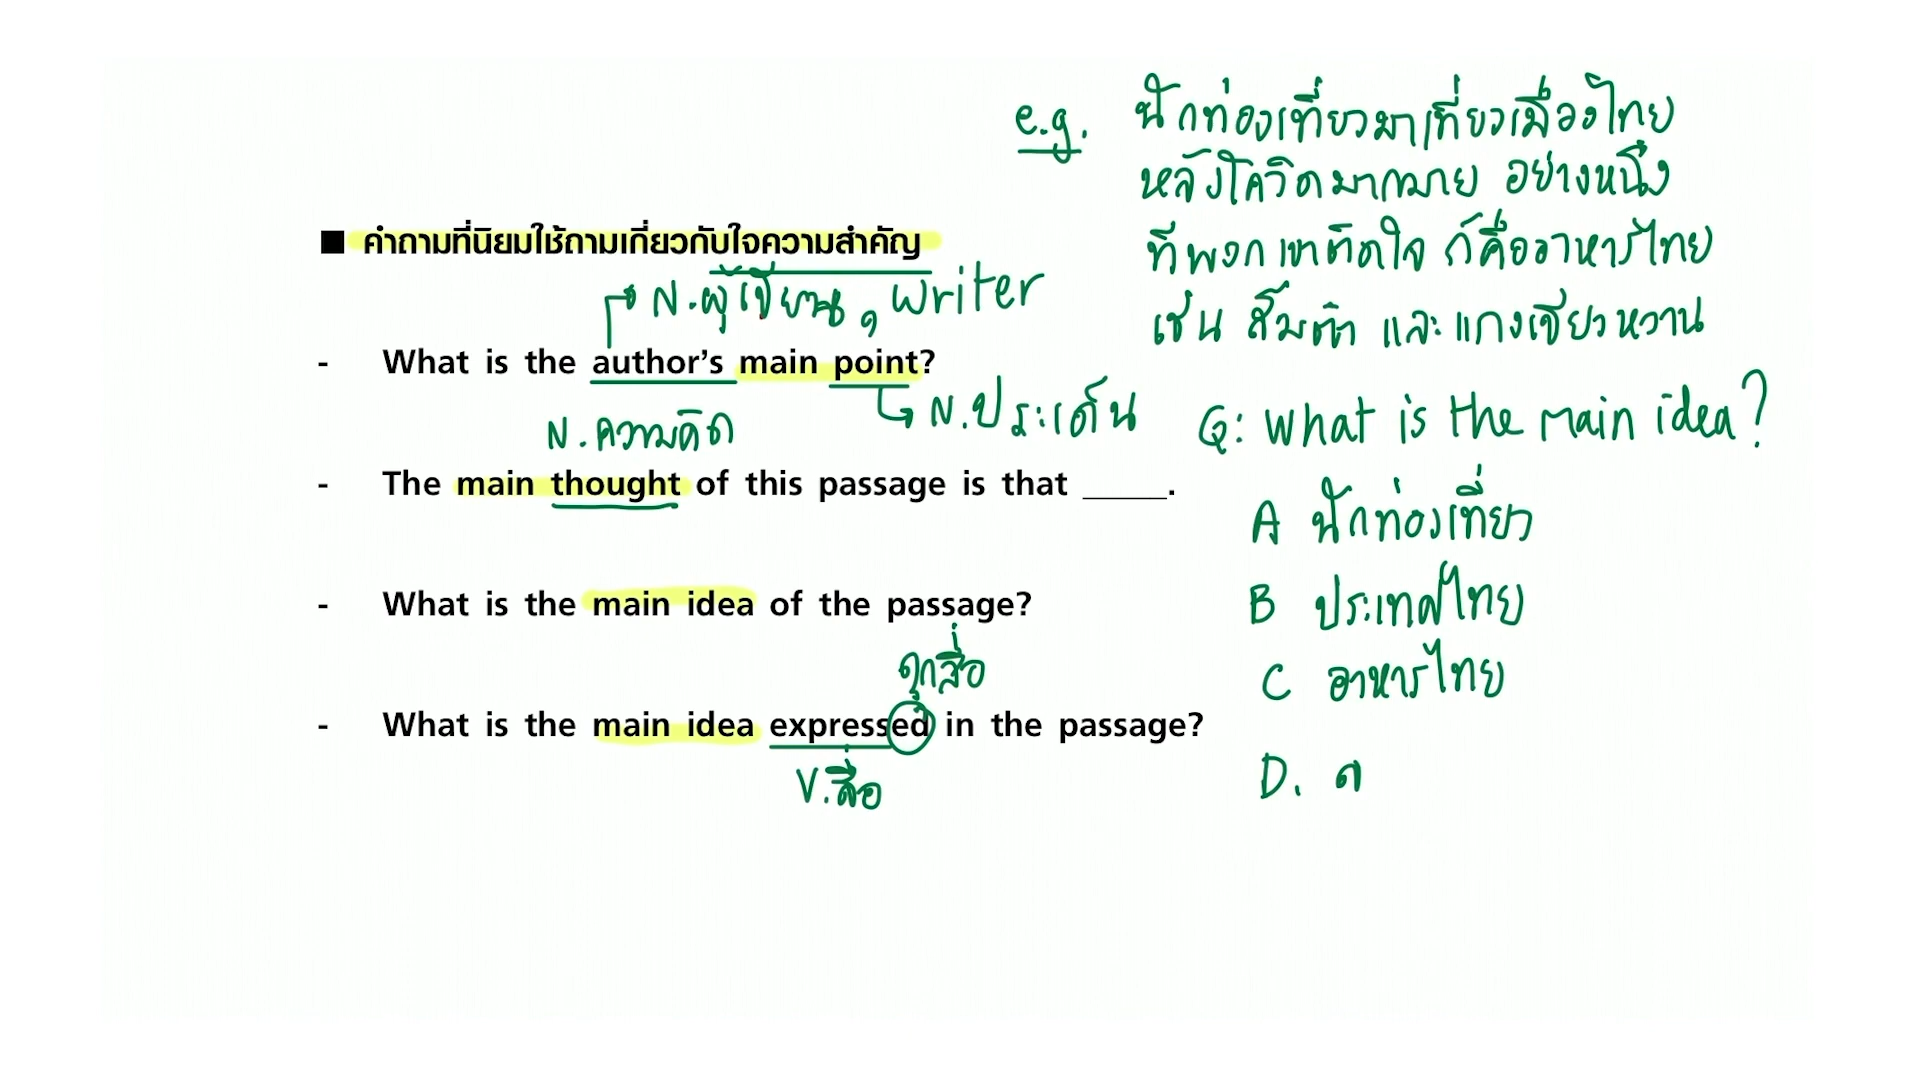 e.g. นักท่องเที่ยวมาเที่ยวเมืองไทย
หลังโควิดมากมาย อย่างหนึ่ง
ที่พวกเขาติดใจ ก็คืออาหารไทย
เช่น ส้มตำ และแกงเขียวหวาน
■ คำถามที่นิยมใช้ถามเกี่ยวกับใจความสำคัญ
N.ผู้เขียน, writer
- What is the author's main point?
N.ประเด็น
N.ความคิด
- The main thought of this passage is that _____.
- What is the main idea of the passage?
ถูกสื่อ
- What is the main idea expressed in the passage?
V.สื่อ
Q: What is the main idea?
A นักท่องเที่ยว
B ประเทศไทย
C อาหารไทย
D. ค